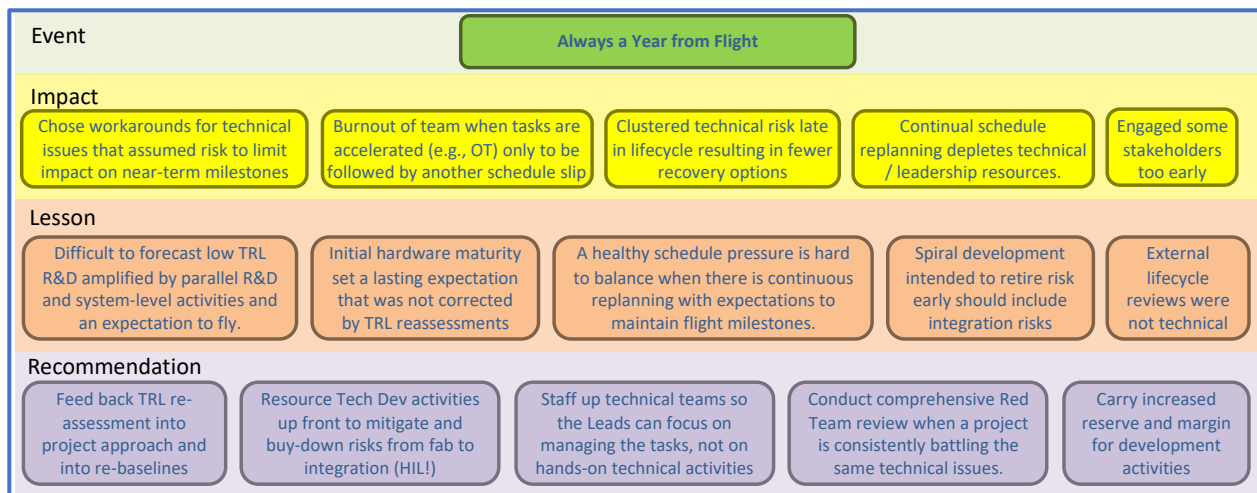 Event
Always a Year from Flight
Impact
Chose workarounds for technical
issues that assumed risk to limit
impact on near-term milestones
Burnout of team when tasks are
accelerated (e.g., OT) only to be
followed by another schedule slip
Clustered technical risk late
in lifecycle resulting in fewer
recovery options
Continual schedule
replanning depletes technical
/ leadership resources.
Engaged some
stakeholders
too early
Lesson
Difficult to forecast low TRL
R&D amplified by parallel R&D
and system-level activities and
an expectation to fly.
Initial hardware maturity
set a lasting expectation
that was not corrected
by TRL reassessments
A healthy schedule pressure is hard
to balance when there is continuous
replanning with expectations to
maintain flight milestones.
Spiral development
intended to retire risk
early should include
integration risks
External
lifecycle
reviews were
not technical
Recommendation
Feed back TRL re-
assessment into
project approach and
into re-baselines
Resource Tech Dev activities
up front to mitigate and
buy-down risks from fab to
integration (HIL!)
Staff up technical teams so
the Leads can focus on
managing the tasks, not on
hands-on technical activities
Conduct comprehensive Red
Team review when a project
is consistently battling the
same technical issues.
Carry increased
reserve and margin
for development
activities